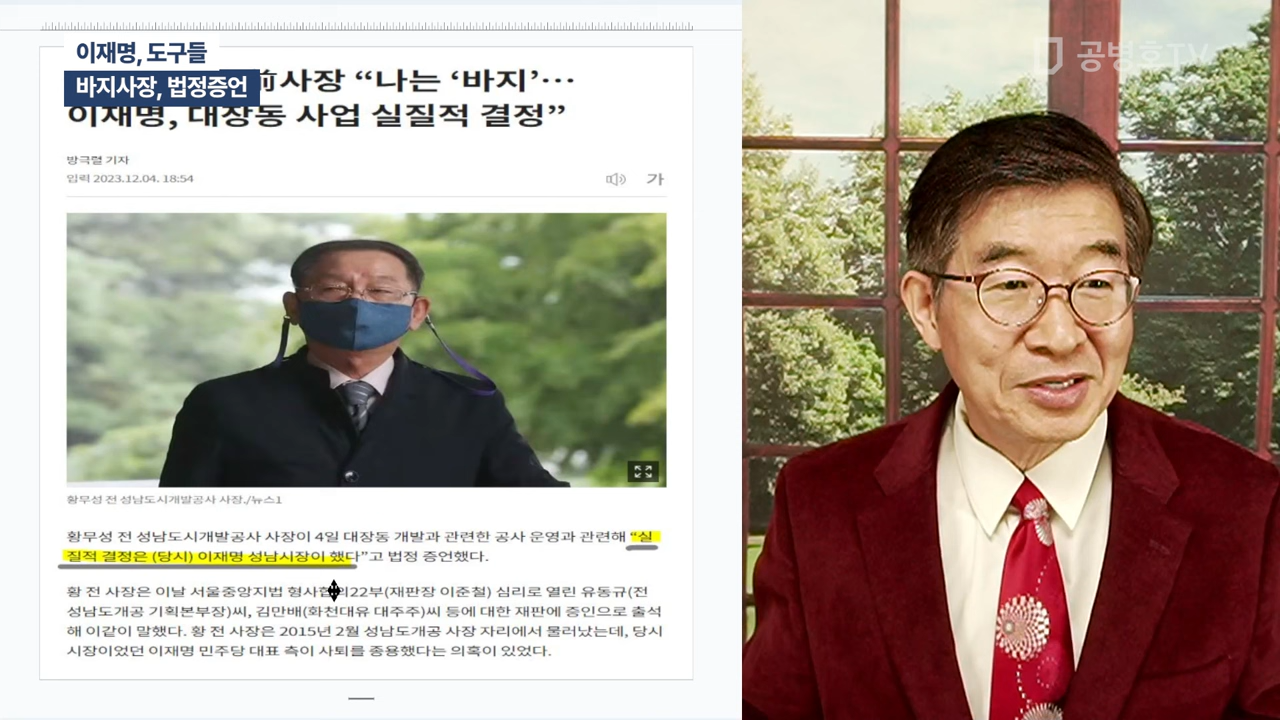 이재명, 도구들
바지사장, 법정증언
前사장 “나는 ‘바지’…
이재명, 대장동 사업 실질적 결정”
방극렬 기자
입력 2023.12.04. 18:54
가
황무성 전 성남도시개발공사 사장./뉴스1
황무성 전 성남도시개발공사 사장이 4일 대장동 개발과 관련한 공사 운영과 관련해 “실
질적 결정은 (당시) 이재명 성남시장이 했다”고 법정 증언했다.
황 전 사장은 이날 서울중앙지법 형사합의22부(재판장 이준철) 심리로 열린 유동규(전
성남도개공 기획본부장)씨, 김만배(화천대유 대주주)씨 등에 대한 재판에 증인으로 출석
해 이같이 말했다. 황 전 사장은 2015년 2월 성남도개공 사장 자리에서 물러났는데, 당시
시장이었던 이재명 민주당 대표 측이 사퇴를 종용했다는 의혹이 있었다.
공병호TV